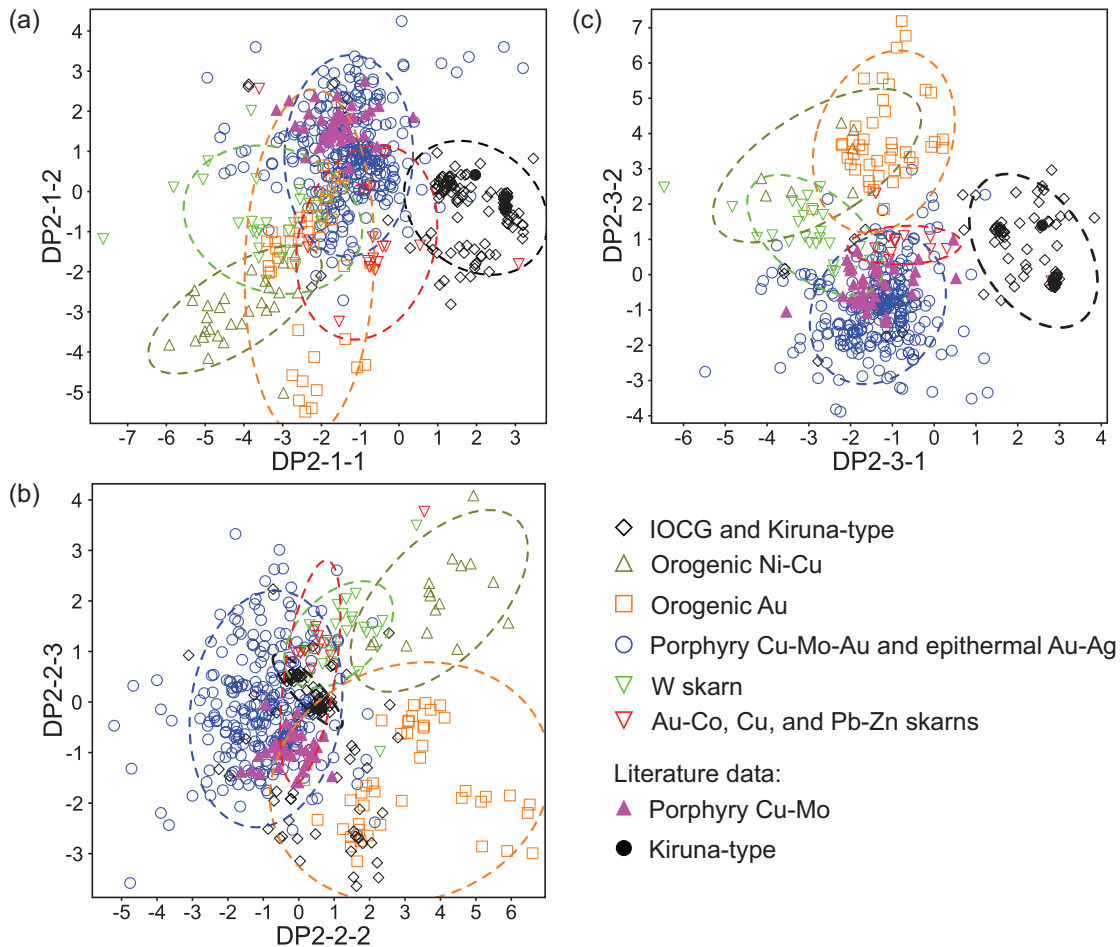 (a)
4
3
2
1
0
-1
-2
-3
-4
-5
DP2-1-2
-7 -6 -5 -4 -3 -2 -1 0 1 2 3
DP2-1-1
(c)
7
6
5
4
3
2
1
0
-1
-2
-3
-4
DP2-3-2
-6 -5 -4 -3 -2 -1 0 1 2 3 4
DP2-3-1
(b)
4
3
2
1
0
-1
-2
-3
DP2-2-3
-5 -4 -3 -2 -1 0 1 2 3 4 5 6
DP2-2-2
IOCG and Kiruna-type
Orogenic Ni-Cu
Orogenic Au
Porphyry Cu-Mo-Au and epithermal Au-Ag
W skarn
Au-Co, Cu, and Pb-Zn skarns
Literature data:
Porphyry Cu-Mo
Kiruna-type